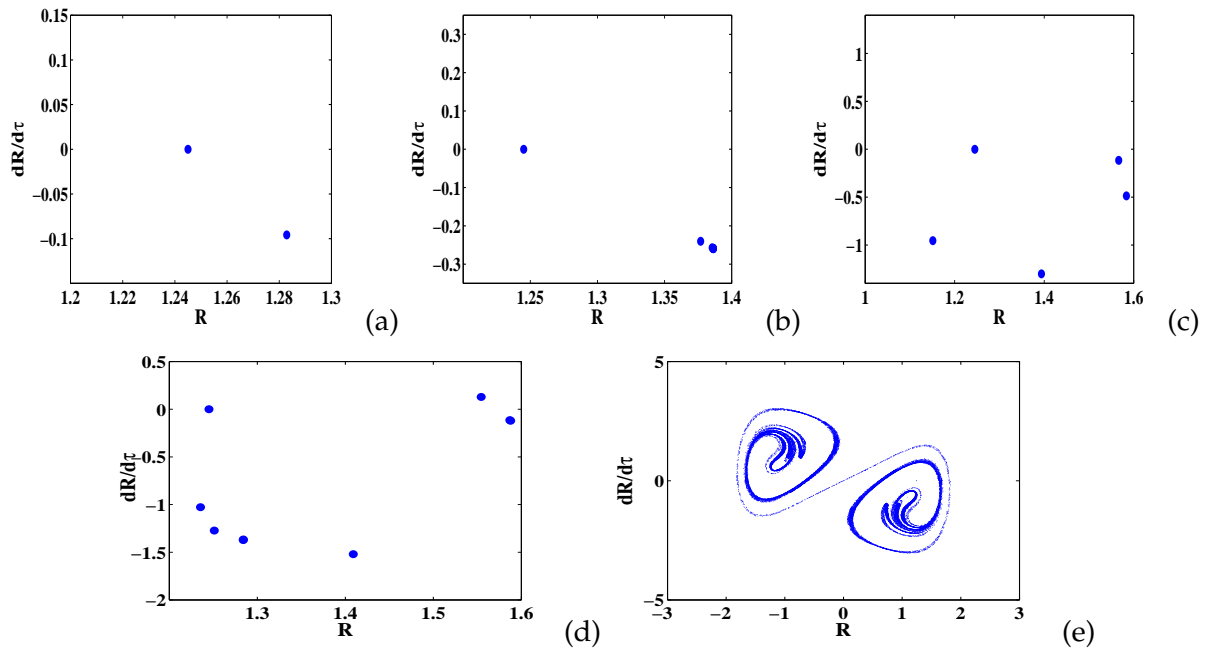 0.15
0.1
0.05
0
−0.05
−0.1
dR/dτ
1.2 1.22 1.24 1.26 1.28 1.3
R
(a)
0.3
0.2
0.1
0
−0.1
−0.2
−0.3
dR/dτ
1.25 1.3 1.35 1.4
R
(b)
1
0.5
0
−0.5
−1
dR/dτ
1 1.2 1.4 1.6
R
(c)
0.5
0
−0.5
−1
−1.5
−2
dR/dτ
1.3 1.4 1.5 1.6
R
(d)
5
0
−5
dR/dτ
−3 −2 −1 0 1 2 3
R
(e)